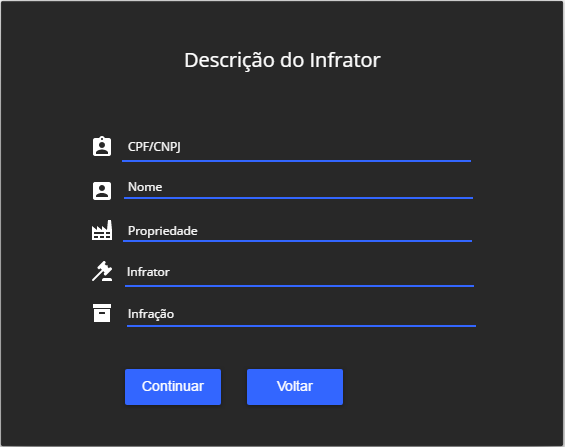 Descrição do Infrator
CPF/CNPJ
Nome
Propriedade
Infrator
Infração
Continuar
Voltar